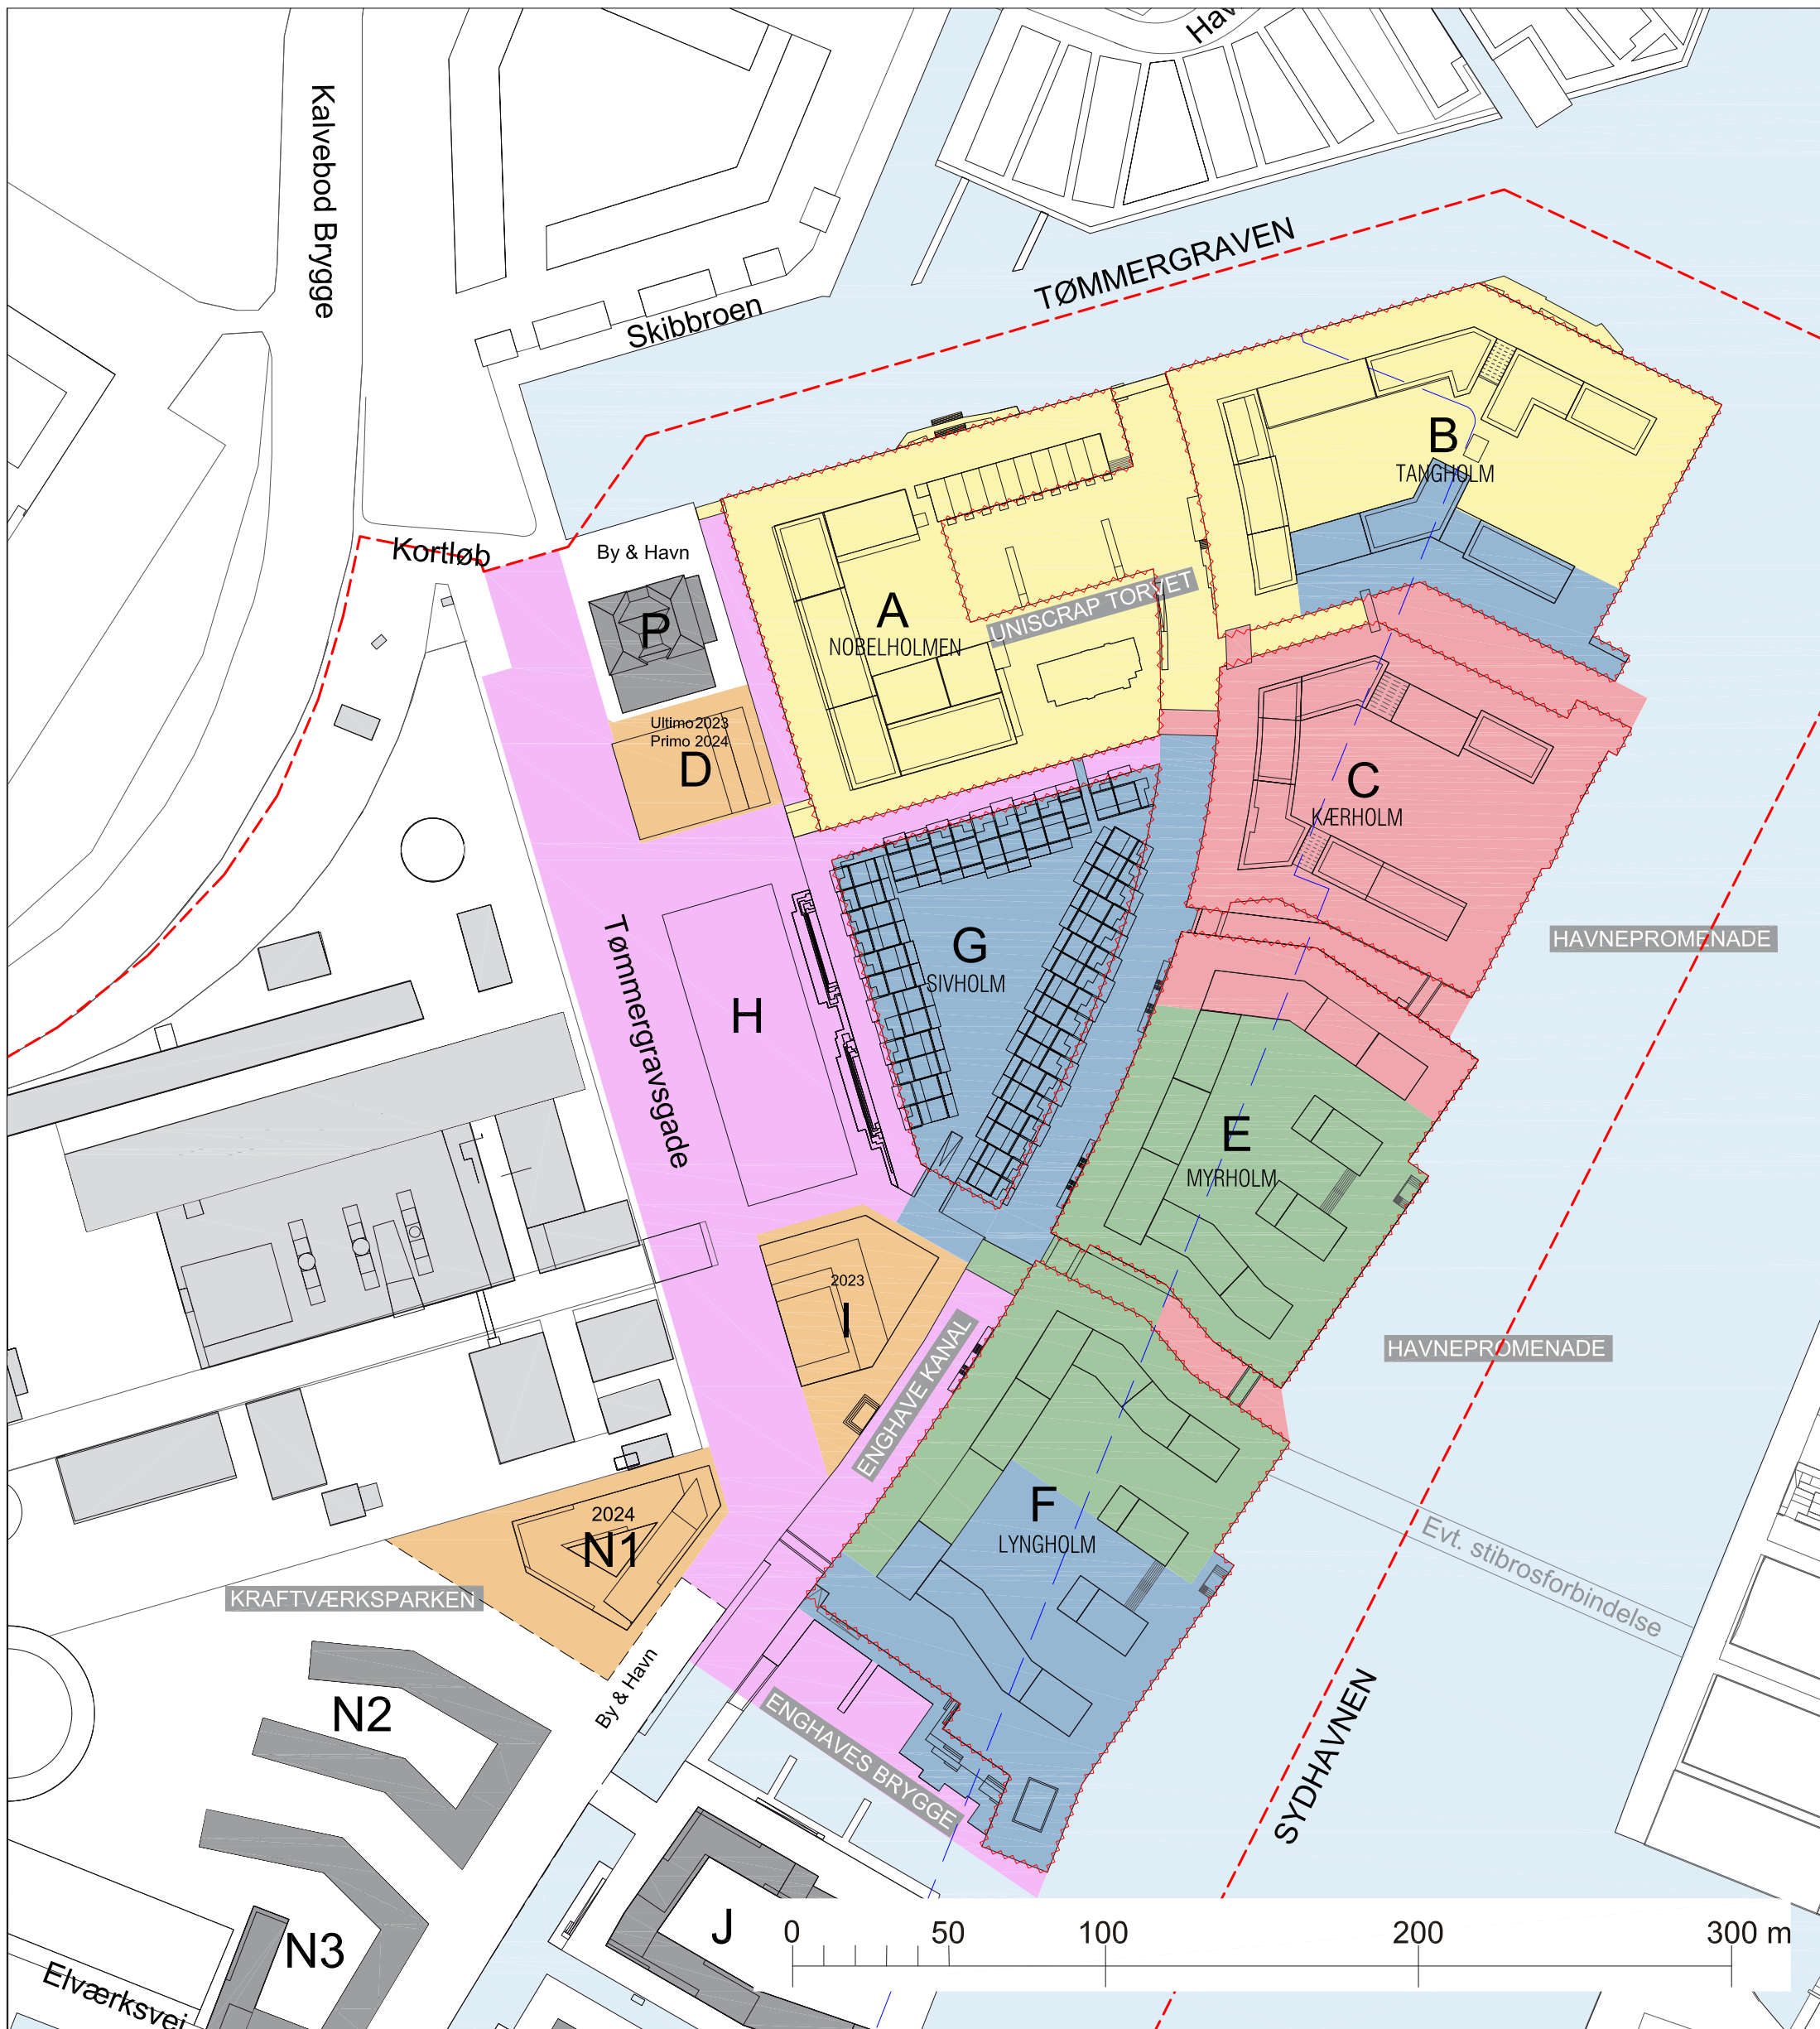 Hav
Kalvebod Brygge
TØMMERGRAVEN
Skibbroen
B
TANGHOLM
Kortløb
By & Havn
P
A
NOBELHOLMEN
UNISCRAP TORVET
Ultimo 2023
Primo 2024
D
C
KÆRHOLM
G
SIVHOLM
HAVNEPROMENADE
Tømmergravsgade
H
E
MYRHOLM
2023
I
ENGHAVE KANAL
HAVNEPROMENADE
F
LYNGHOLM
2024
N1
KRAFTVÆRKSPARKEN
Evt. stibrosforbindelse
By & Havn
N2
ENGHAVES BRYGGE
SYDHAVNEN
J
N3
Elværksvej
0 50 100 200 300 m